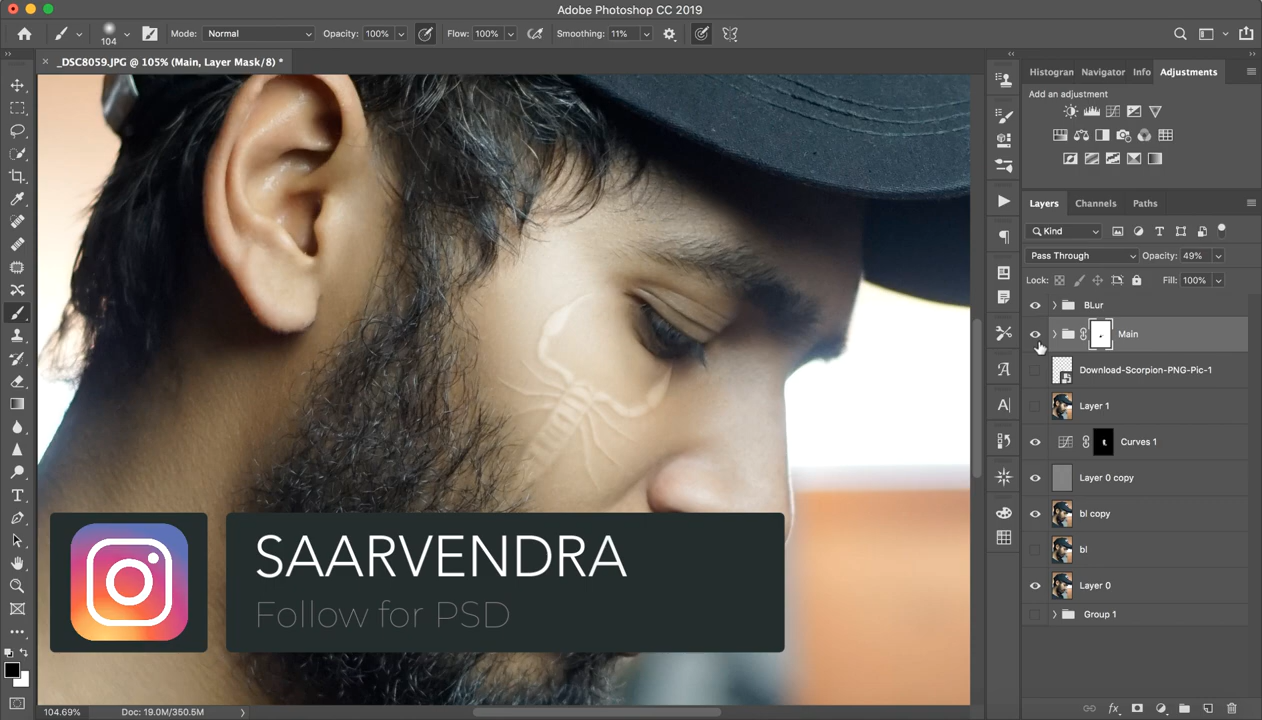 Adobe Photoshop CC 2019
104
Mode: Normal
Opacity: 100%
Flow: 100%
Smoothing: 11%
_DSC8059.JPG @ 105% (Main, Layer Mask/8) *
Histogran
Navigator
Info
Adjustments
Add an adjustment
Layers
Channels
Paths
Kind
Pass Through
Opacity: 49%
Lock:
Fill: 100%
BLur
Main
Download-Scorpion-PNG-Pic-1
Layer 1
Curves 1
Layer 0 copy
bl copy
bl
Layer 0
Group 1
SAARVENDRA
Follow for PSD
104.69%
Doc: 19.0M/350.5M